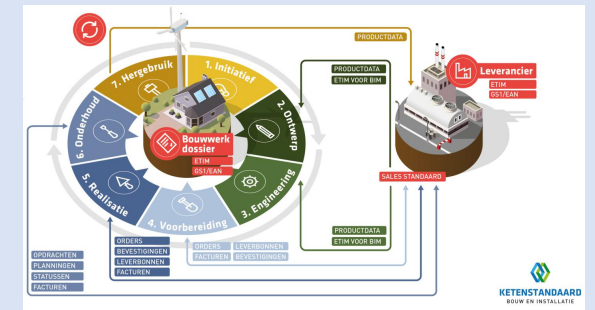 PRODUCTDATA
7. Hergebruik
1. Initiatief
2. Ontwerp
3. Engineering
4. Voorbereiding
5. Realisatie
6. Onderhoud
Bouwwerk
dossier
ETIM
GS1/EAN
PRODUCTDATA
ETIM VOOR BIM
Leverancier
ETIM
GS1/EAN
SALES STANDAARD
PRODUCTDATA
ETIM VOOR BIM
OPDRACHTEN
PLANNINGEN
STATUSSEN
FACTUREN
ORDERS
BEVESTIGINGEN
LEVERBONNEN
FACTUREN
ORDERS LEVERBONNEN
FACTUREN BEVESTIGINGEN
KETENSTANDAARD
BOUW EN INSTALLATIE